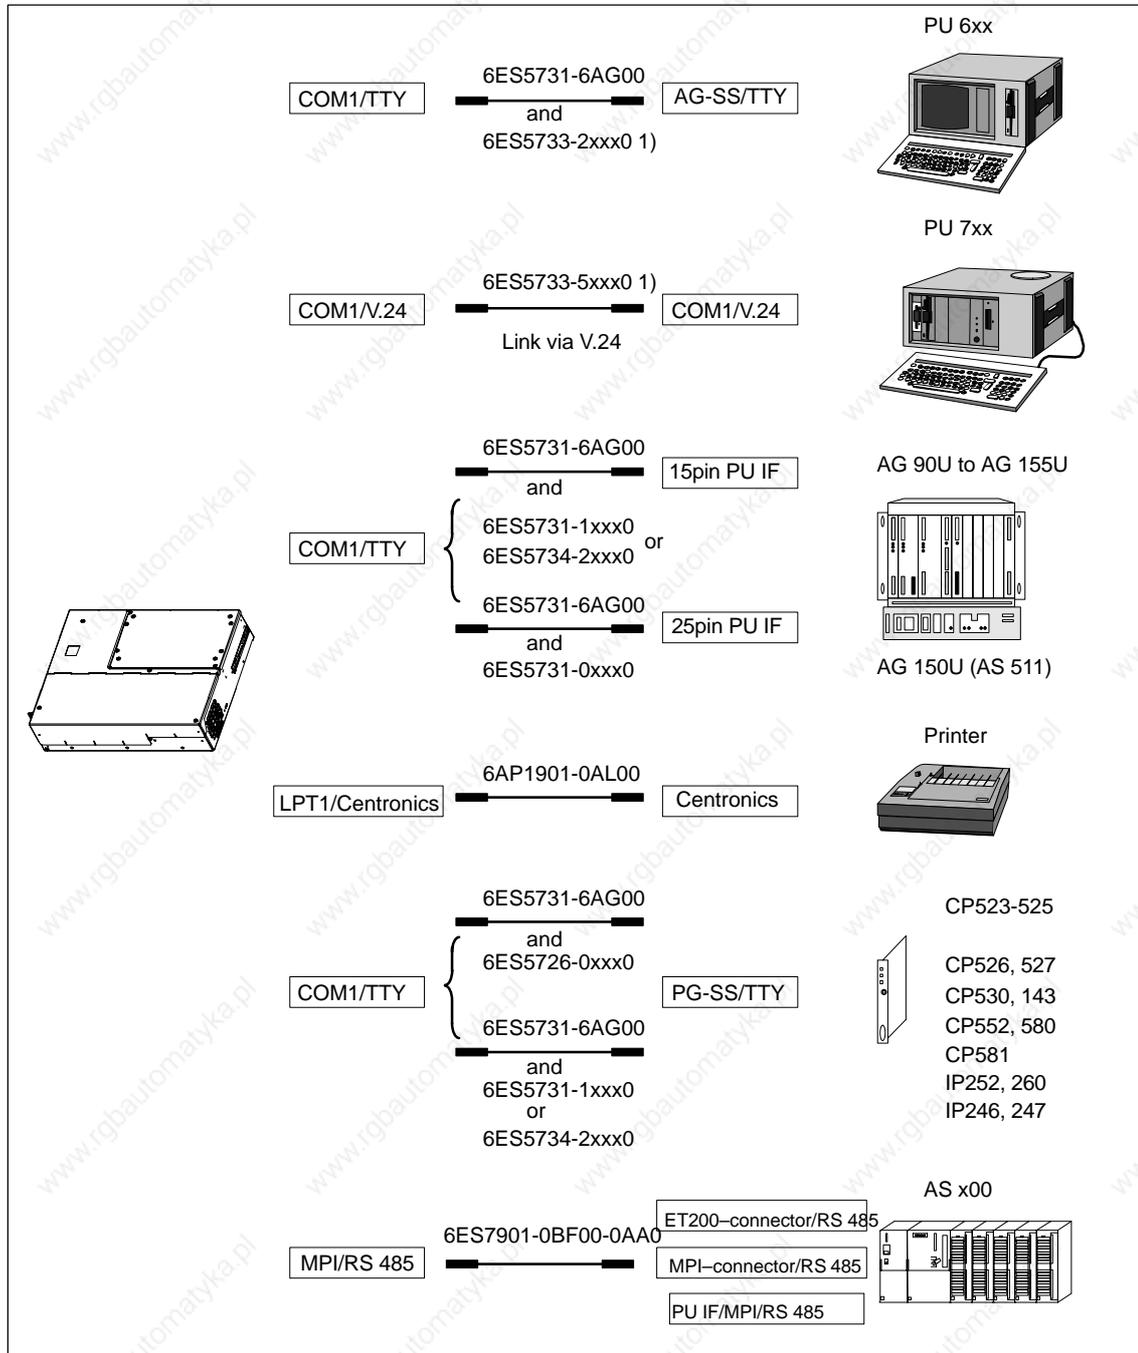 PU 6xx
6ES5731-6AG00
COM1/TTY
AG-SS/TTY
and
6ES5733-2xxx0 1)
PU 7xx
6ES5733-5xxx0 1)
COM1/V.24
COM1/V.24
Link via V.24
6ES5731-6AG00
15pin PU IF
AG 90U to AG 155U
and
6ES5731-1xxx0
or
COM1/TTY
6ES5734-2xxx0
6ES5731-6AG00
25pin PU IF
and
6ES5731-0xxx0
AG 150U (AS 511)
Printer
6AP1901-0AL00
LPT1/Centronics
Centronics
6ES5731-6AG00
CP523-525
and
6ES5726-0xxx0
CP526, 527
COM1/TTY
PG-SS/TTY
CP530, 143
6ES5731-6AG00
CP552, 580
and
CP581
6ES5731-1xxx0
IP252, 260
or
IP246, 247
6ES5734-2xxx0
AS x00
ET200–connector/RS 485
6ES7901-0BF00-0AA0
MPI/RS 485
MPI–connector/RS 485
PU IF/MPI/RS 485
www.rgbautomatyka.pl